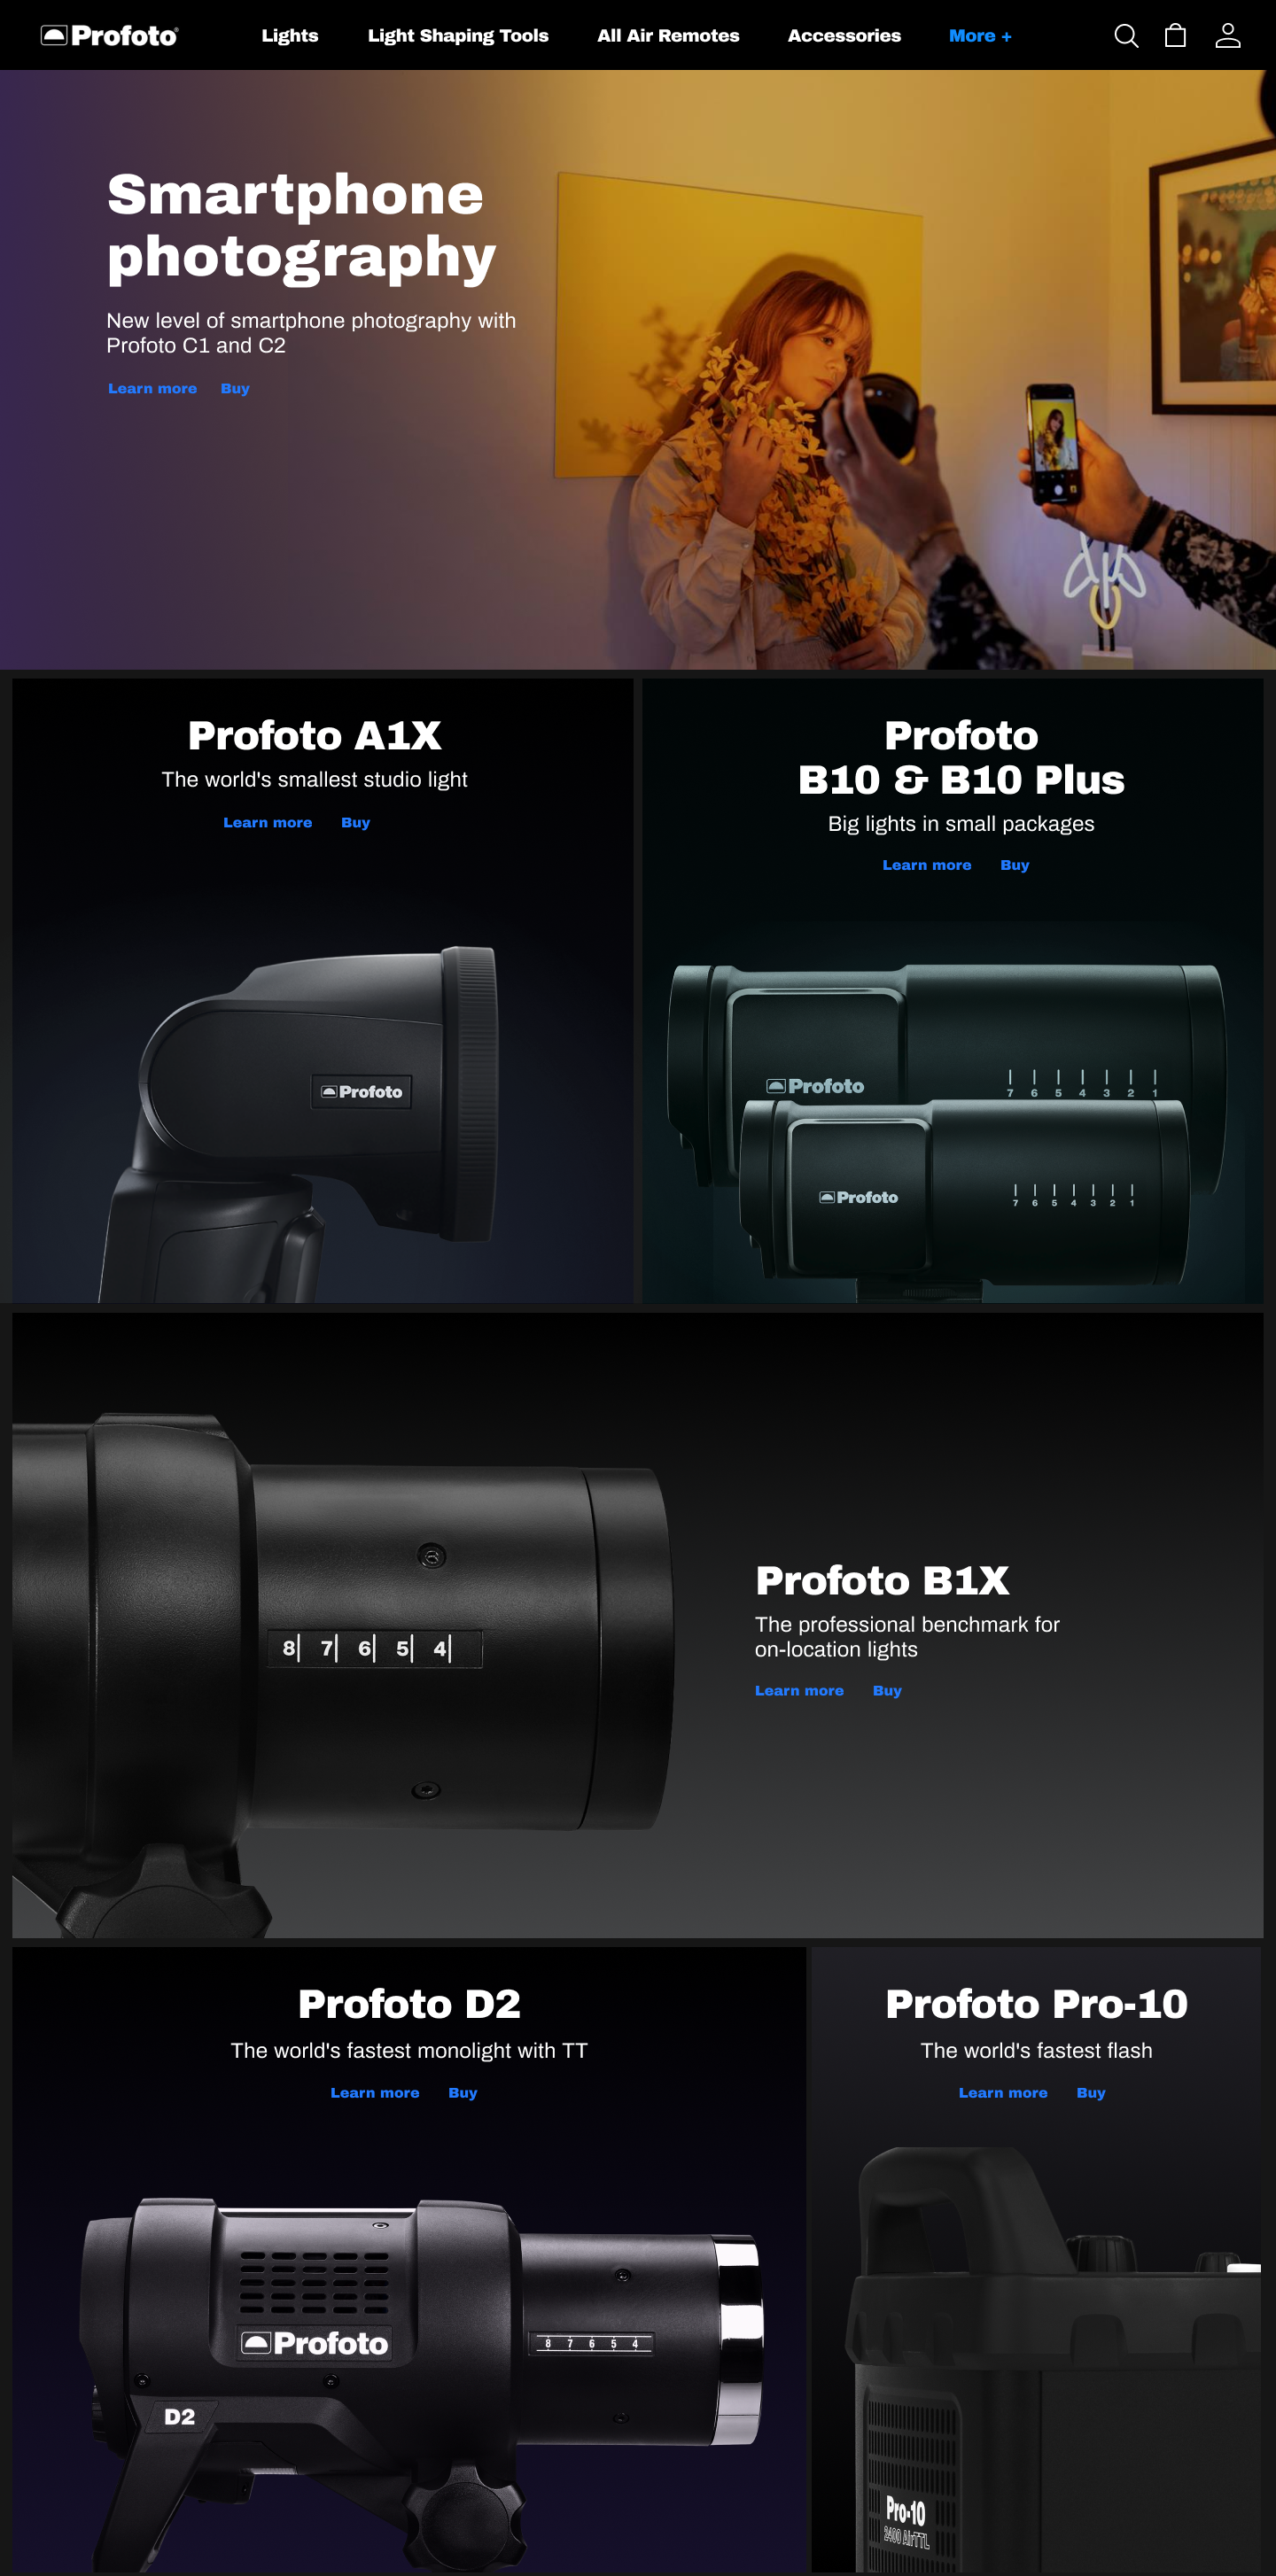 Profoto
Lights
Light Shaping Tools
All Air Remotes
Accessories
More +
Smartphone
photography
New level of smartphone photography with
Profoto C1 and C2
Learn more
Buy
Profoto A1X
The world's smallest studio light
Learn more
Buy
Profoto
Profoto
B10 & B10 Plus
Big lights in small packages
Learn more
Buy
Profoto
7 6 5 4 3 2 1
Profoto
7 6 5 4 3 2 1
8 7 6 5 4
Profoto B1X
The professional benchmark for
on-location lights
Learn more
Buy
Profoto D2
The world's fastest monolight with TT
Learn more
Buy
Profoto
8 7 6 5 4
D2
Profoto Pro-10
The world's fastest flash
Learn more
Buy
Pro-10
2400 AirTTL